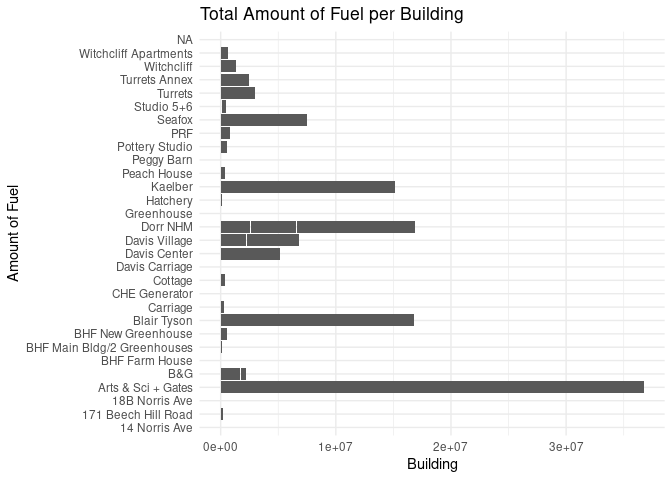 Total Amount of Fuel per Building
NA
Witchcliff Apartments
Witchcliff
Turrets Annex
Turrets
Studio 5+6
Seafox
PRF
Pottery Studio
Peggy Barn
Peach House
Kaelber
Hatchery
Greenhouse
Dorr NHM
Davis Village
Davis Center
Davis Carriage
Cottage
CHE Generator
Carriage
Blair Tyson
BHF New Greenhouse
BHF Main Bldg/2 Greenhouses
BHF Farm House
B&G
Arts & Sci + Gates
18B Norris Ave
171 Beech Hill Road
14 Norris Ave
Amount of Fuel
0e+00 1e+07 2e+07 3e+07
Building